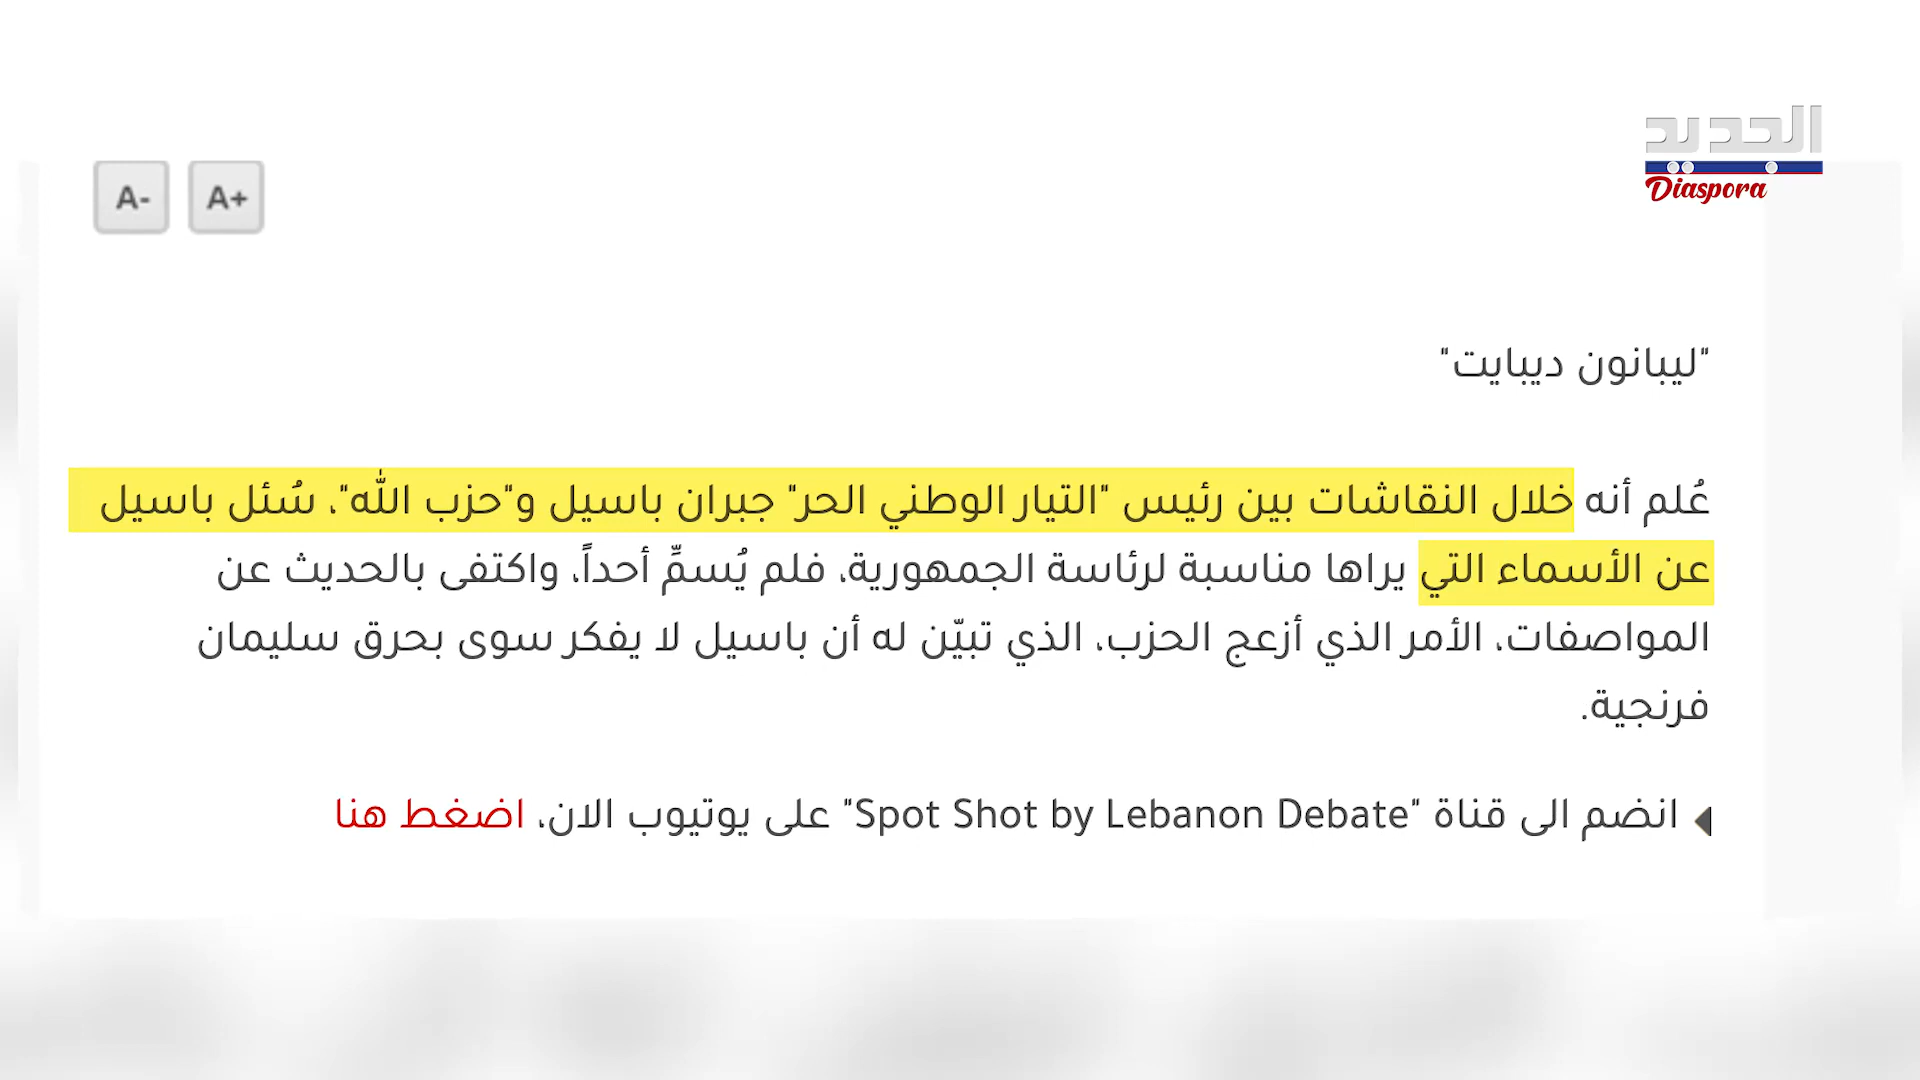 الجديد
Diaspora
A- A+
"ليبانون ديبايت"
عُلم أنه خلال النقاشات بين رئيس "التيار الوطني الحر" جبران باسيل و"حزب الله"، سُئل باسيل
عن الأسماء التي يراها مناسبة لرئاسة الجمهورية، فلم يُسمِّ أحداً، واكتفى بالحديث عن
المواصفات، الأمر الذي أزعج الحزب، الذي تبيّن له أن باسيل لا يفكر سوى بحرق سليمان
فرنجية.
انضم الى قناة "Spot Shot by Lebanon Debate" على يوتيوب الان، اضغط هنا